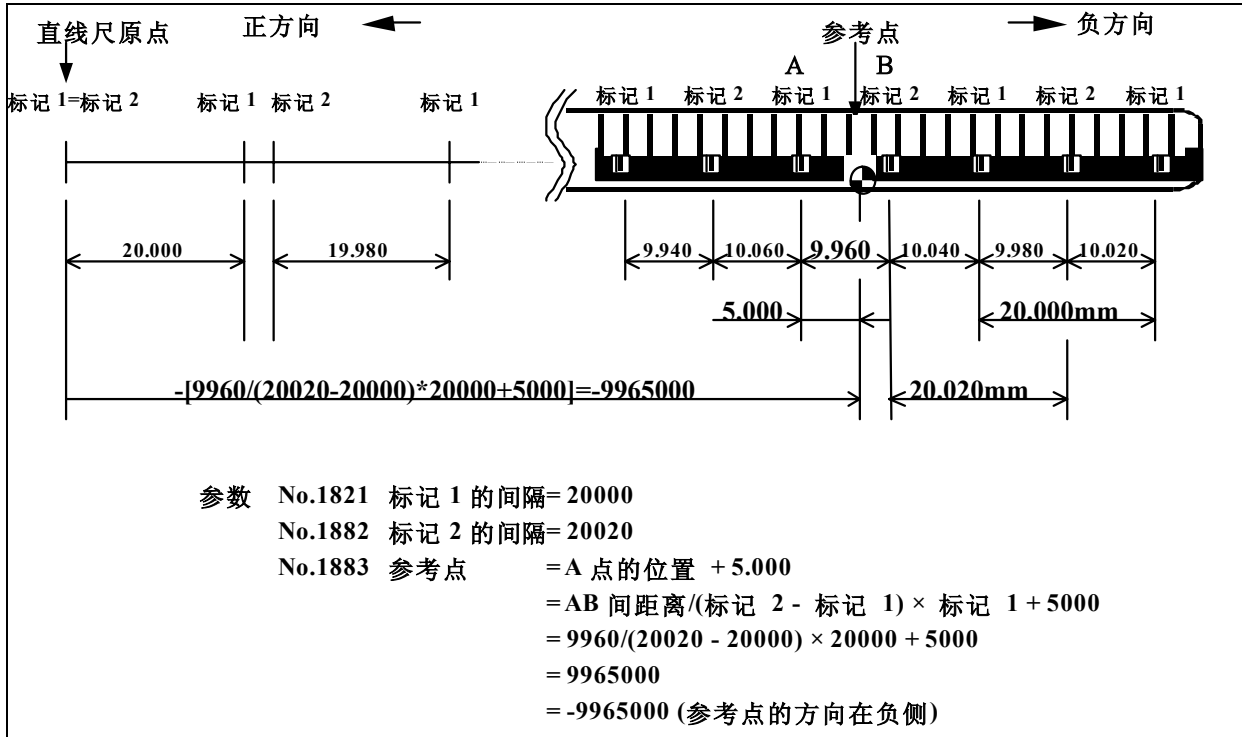 直线尺原点 正方向 参考点 负方向
A B
标记 1=标记 2 标记 1 标记 2 标记 1 标记 1 标记 2 标记 1 标记 2 标记 1 标记 2 标记 1
20.000 19.980 9.940 10.060 9.960 10.040 9.980 10.020
5.000 20.000mm
-[9960/(20020-20000)*20000+5000]=-9965000 20.020mm
参数 No.1821 标记 1 的间隔= 20000
No.1882 标记 2 的间隔= 20020
No.1883 参考点 =A 点的位置 + 5.000
=AB 间距离/(标记 2 - 标记 1) × 标记 1 + 5000
= 9960/(20020 - 20000) × 20000 + 5000
= 9965000
= -9965000 (参考点的方向在负侧)